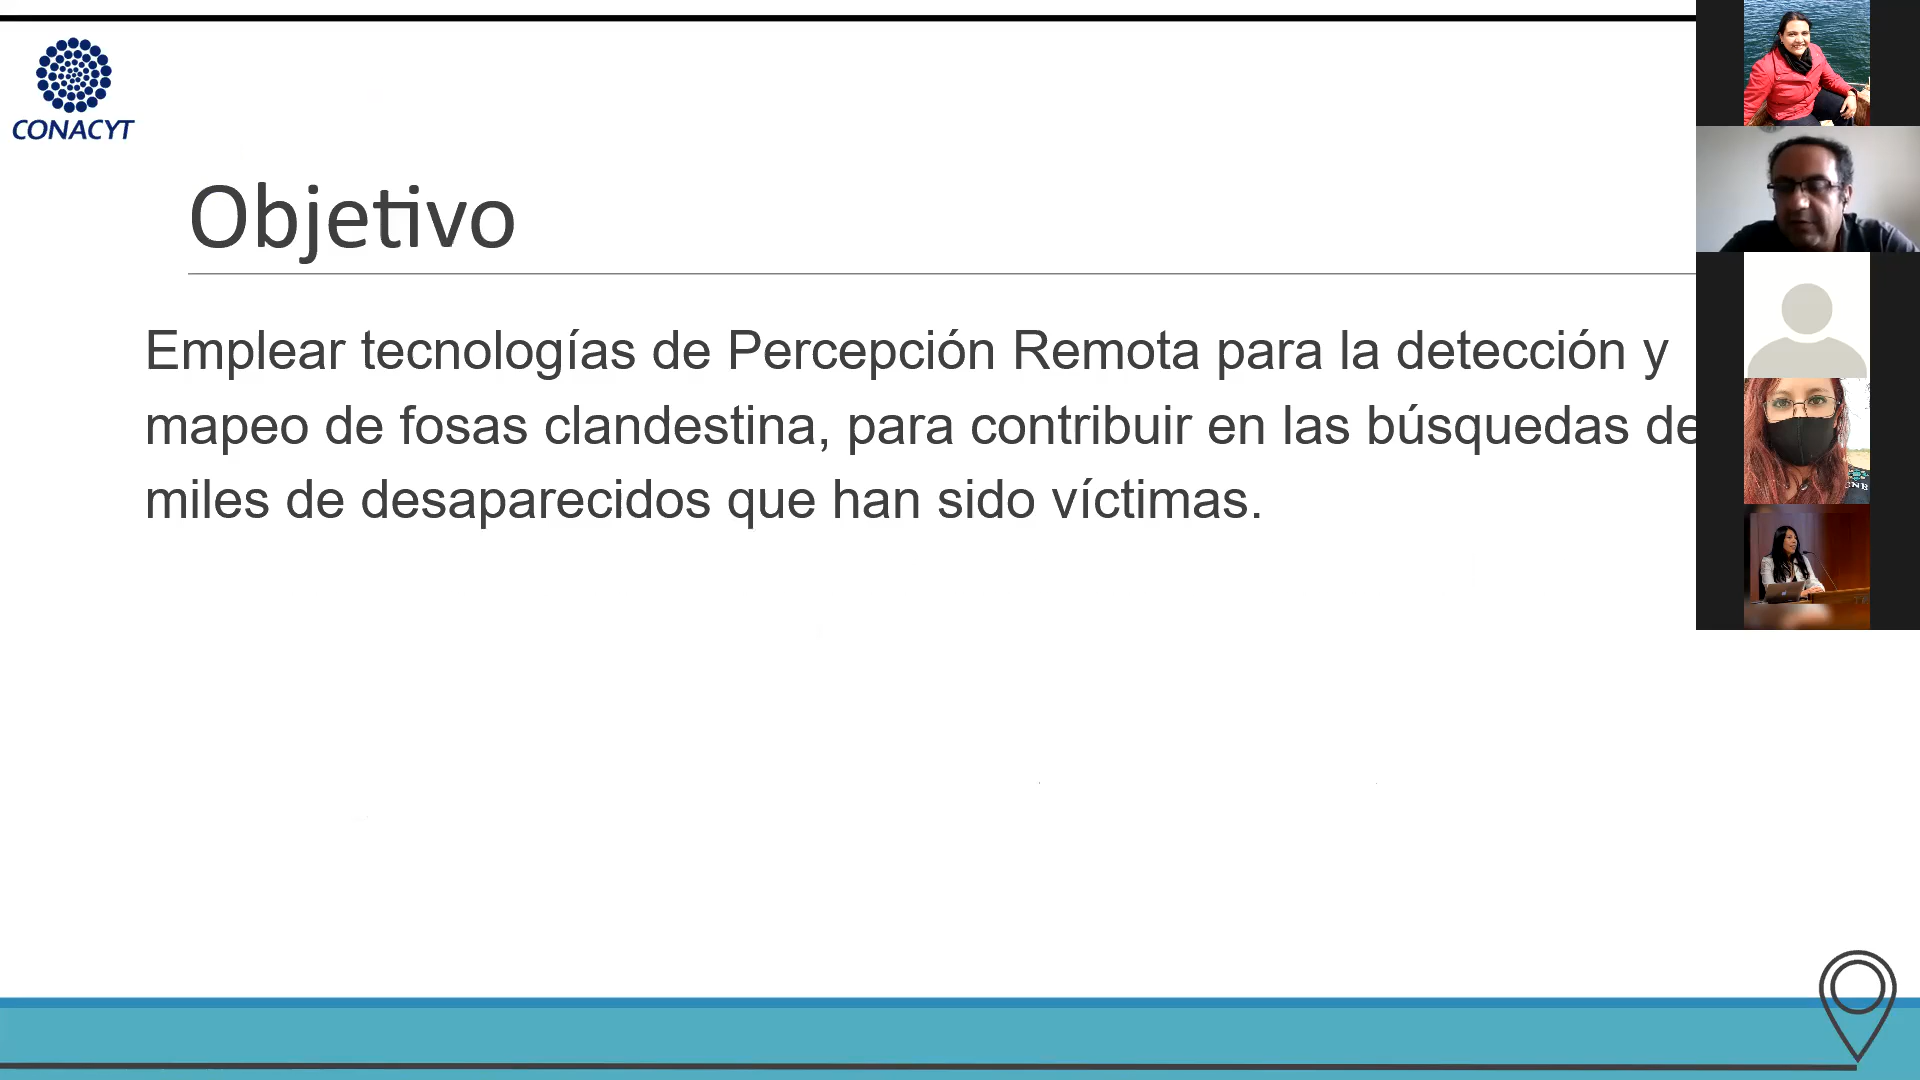 CONACYT
Objetivo
Emplear tecnologías de Percepción Remota para la detección y
mapeo de fosas clandestina, para contribuir en las búsquedas de
miles de desaparecidos que han sido víctimas.